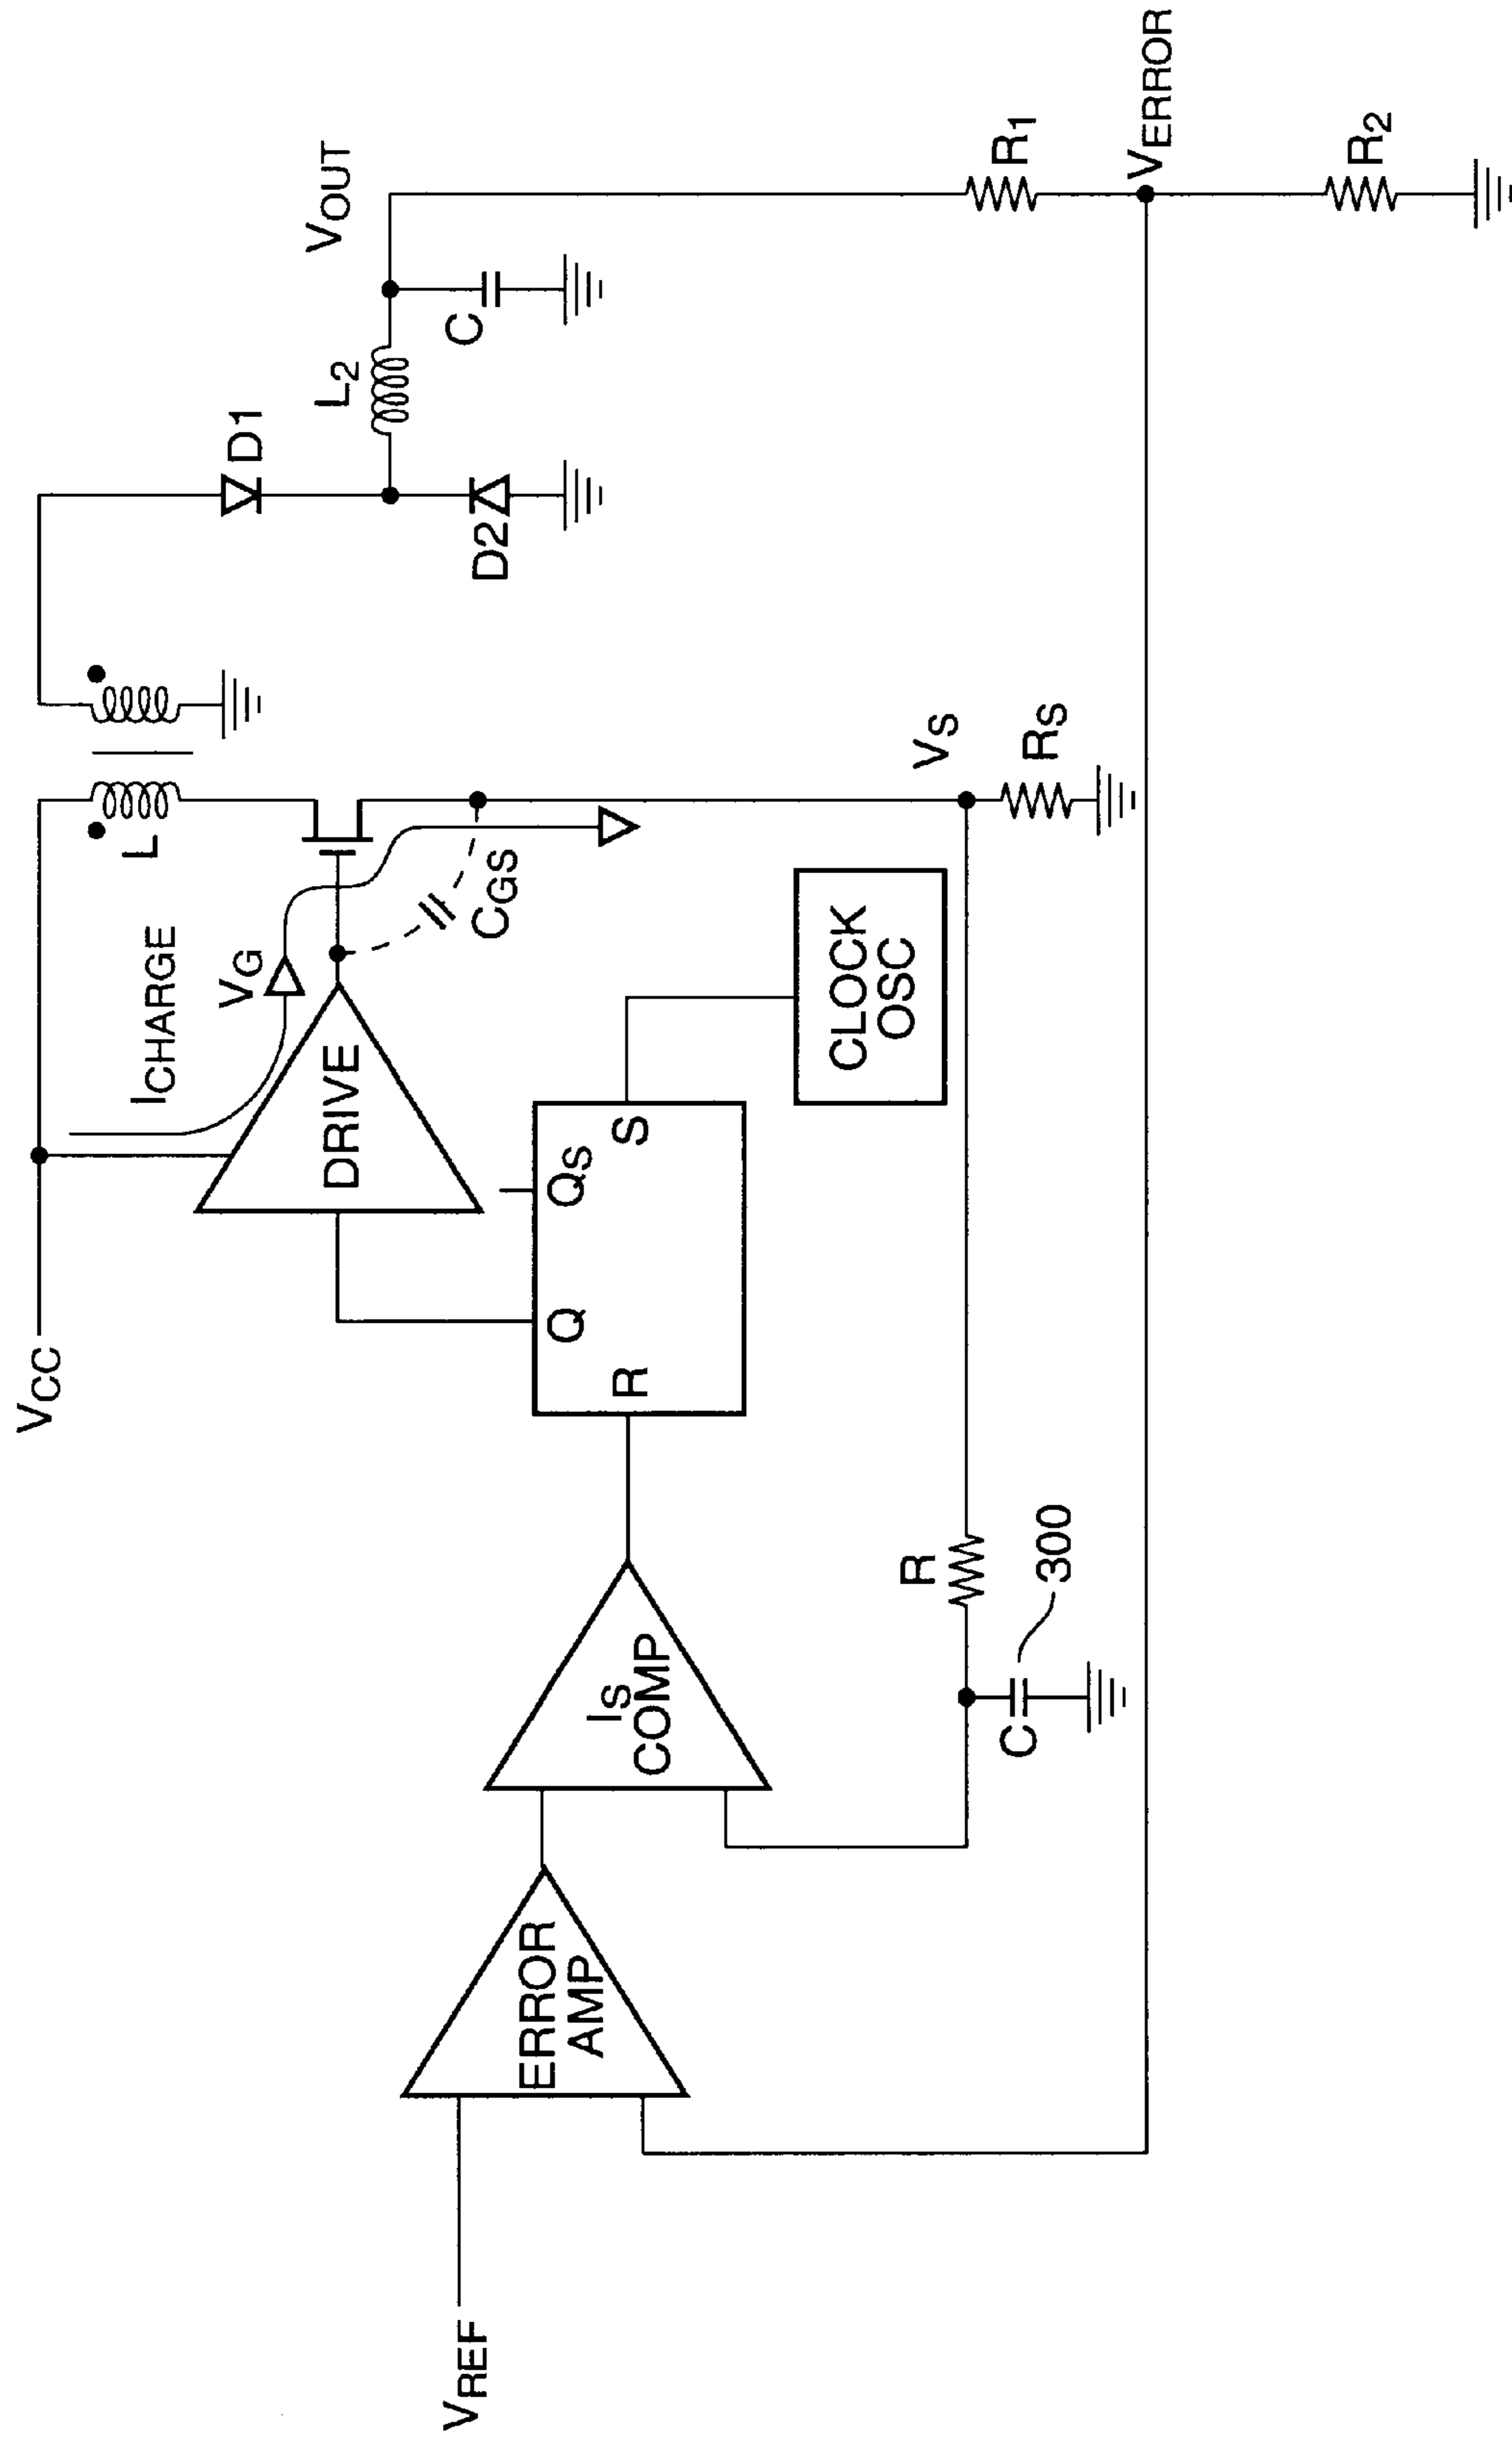 VCC
ICHARGE
VG
L
D1
VOUT
L2
D2
C
DRIVE
CGS
Q
QS
R
S
CLOCK
OSC
VREF
ERROR
AMP
IS
COMP
R
C
300
VS
RS
R1
VERROR
R2